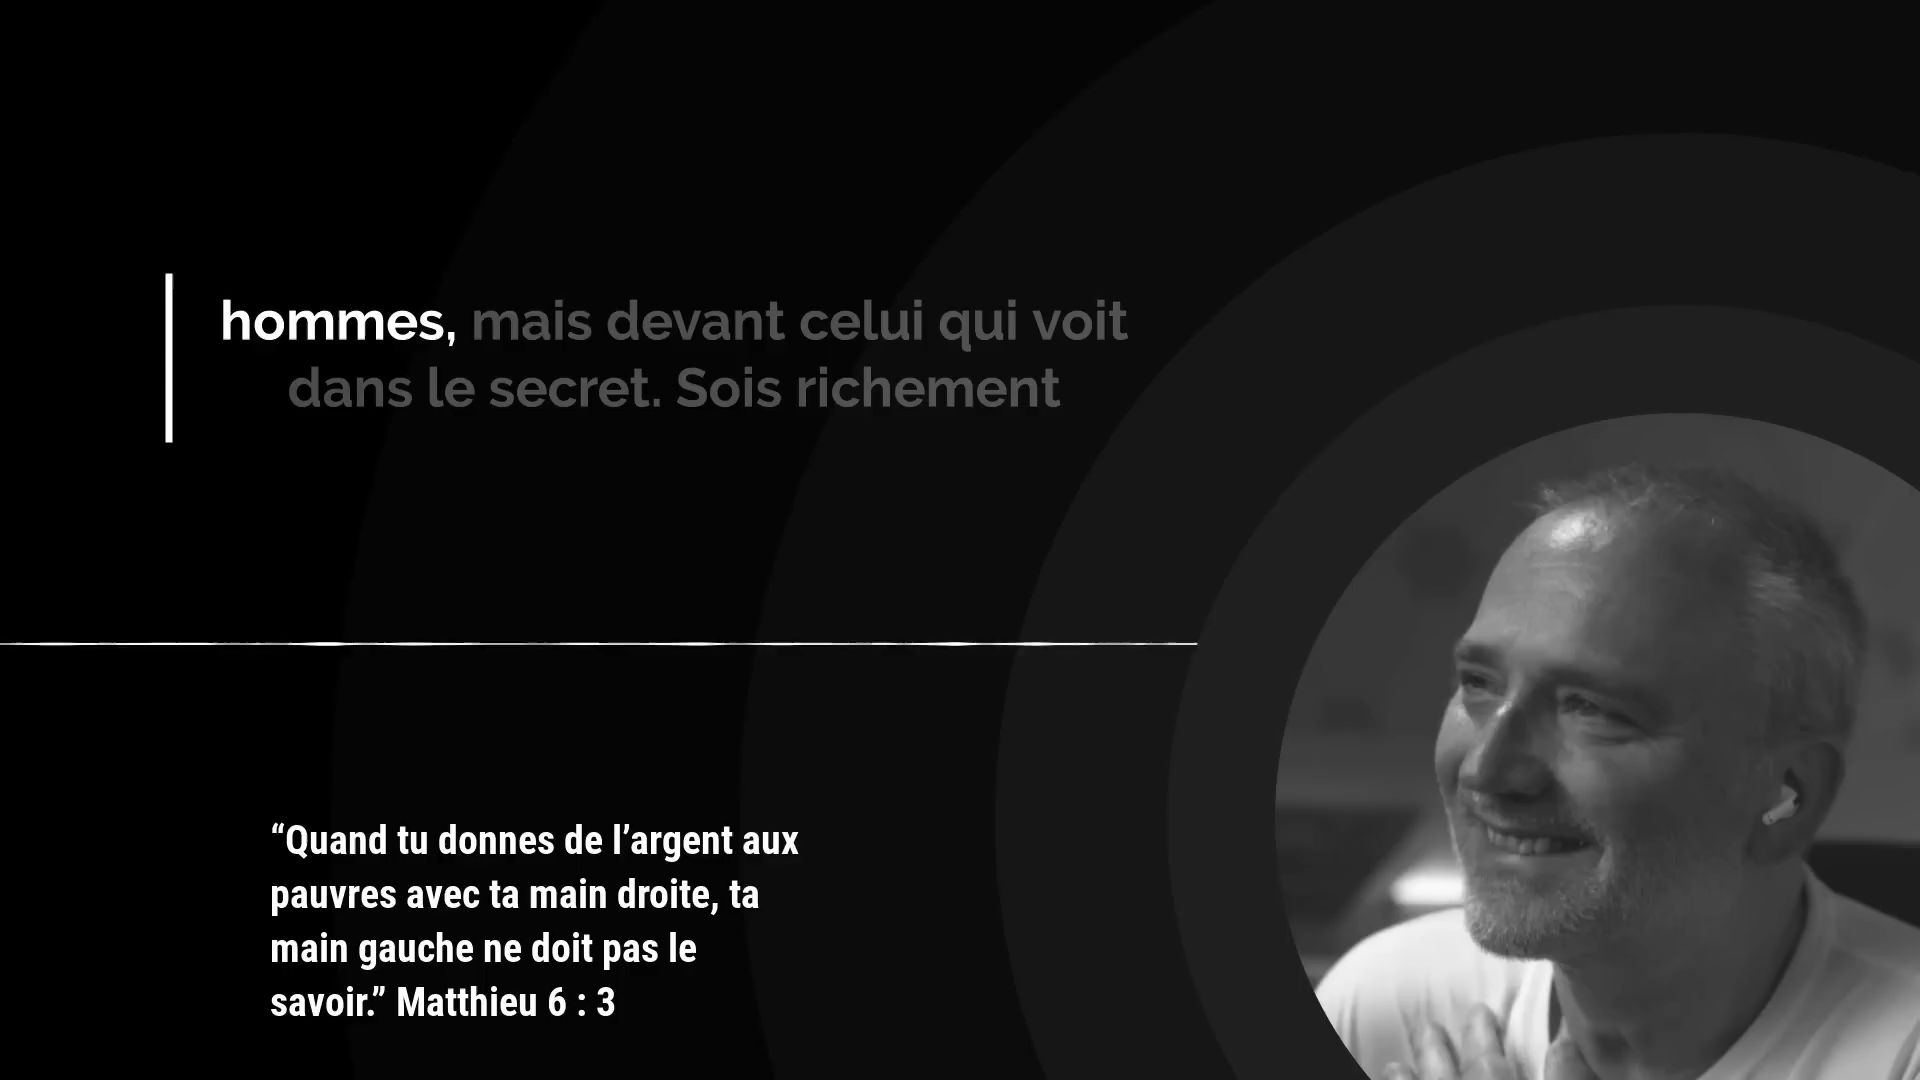 hommes, mais devant celui qui voit
dans le secret. Sois richement
“Quand tu donnes de l’argent aux
pauvres avec ta main droite, ta
main gauche ne doit pas le
savoir.” Matthieu 6 : 3